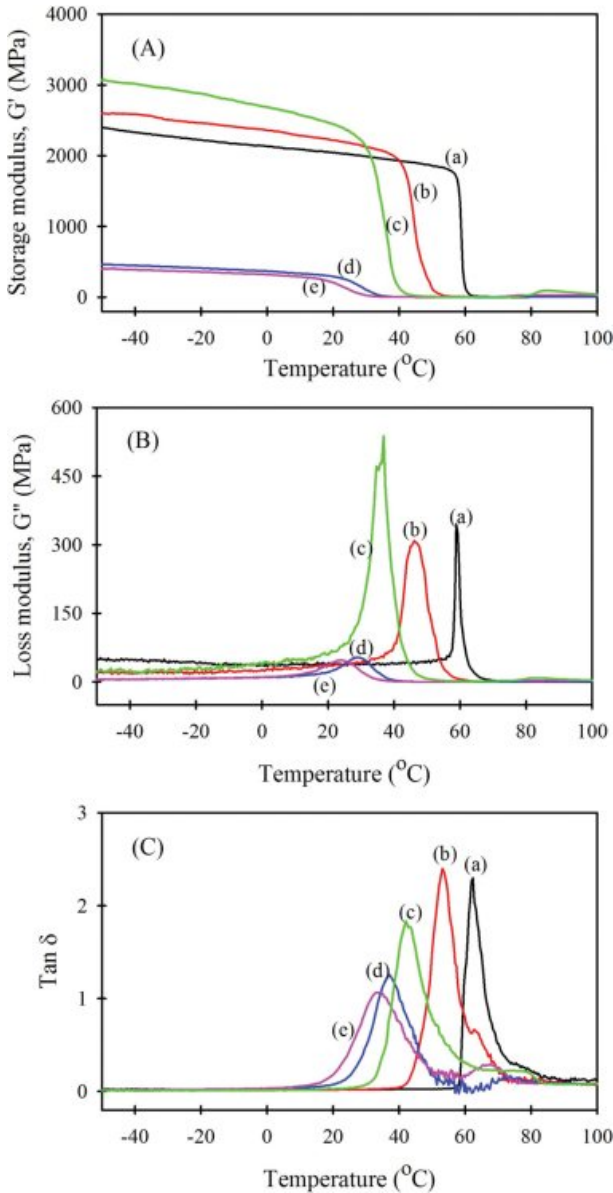 (A)
Storage modulus, G' (MPa)
4000
3000
2000
1000
0
(a)
(b)
(c)
(d)
(e)
-40 -20 0 20 40 60 80 100
Temperature (°C)
(B)
Loss modulus, G" (MPa)
600
450
300
150
0
(a)
(b)
(c)
(d)
(e)
-40 -20 0 20 40 60 80 100
Temperature (°C)
(C)
Tan δ
3
2
1
0
(b) (a)
(c)
(d)
(e)
-40 -20 0 20 40 60 80 100
Temperature (°C)